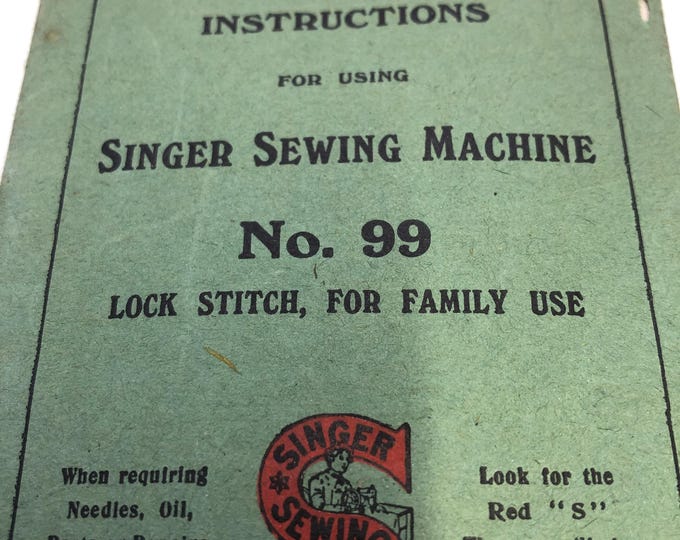 INSTRUCTIONS
FOR USING
SINGER SEWING MACHINE
No. 99
LOCK STITCH, FOR FAMILY USE
SINGER
SEWING
When requiring
Needles, Oil,
Look for the
Red "S"